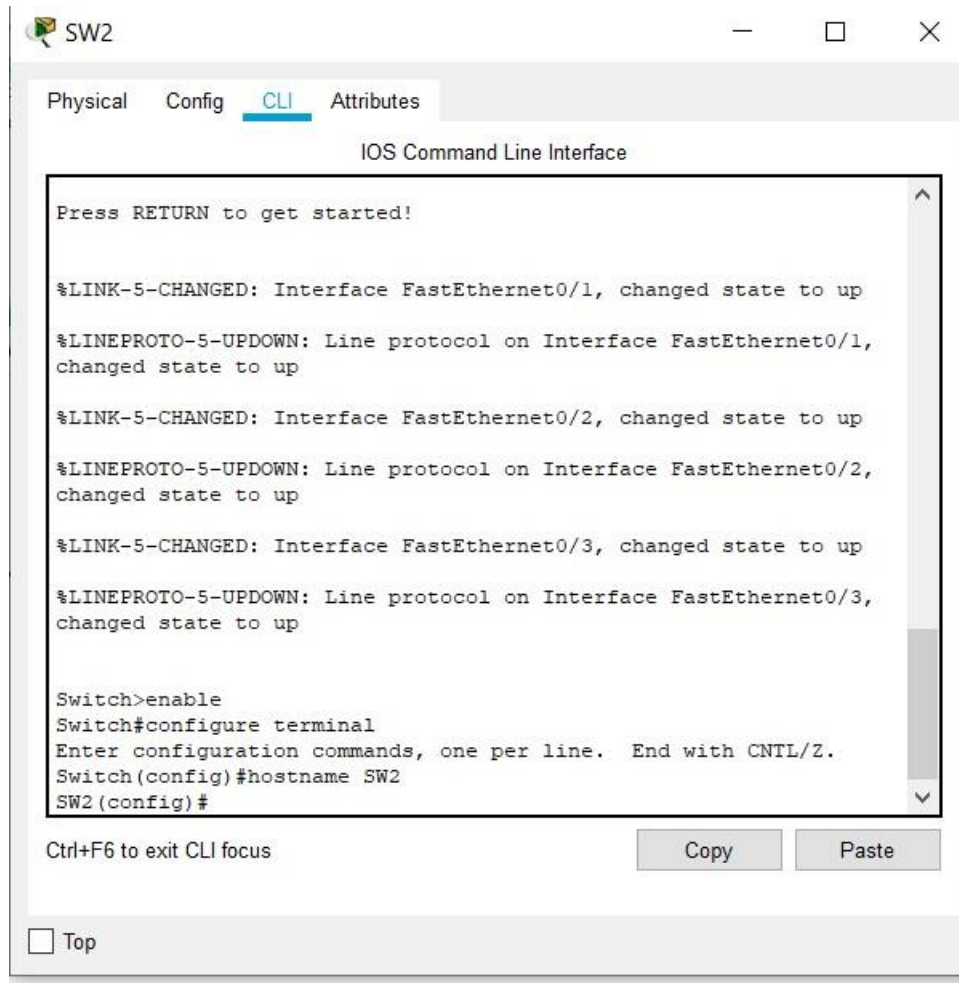 SW2
Physical Config CLI Attributes
IOS Command Line Interface
Press RETURN to get started!
%LINK-5-CHANGED: Interface FastEthernet0/1, changed state to up
%LINEPROTO-5-UPDOWN: Line protocol on Interface FastEthernet0/1,
changed state to up
%LINK-5-CHANGED: Interface FastEthernet0/2, changed state to up
%LINEPROTO-5-UPDOWN: Line protocol on Interface FastEthernet0/2,
changed state to up
%LINK-5-CHANGED: Interface FastEthernet0/3, changed state to up
%LINEPROTO-5-UPDOWN: Line protocol on Interface FastEthernet0/3,
changed state to up
Switch>enable
Switch#configure terminal
Enter configuration commands, one per line.  End with CNTL/Z.
Switch(config)#hostname SW2
SW2(config)#
Ctrl+F6 to exit CLI focus
Copy Paste
Top